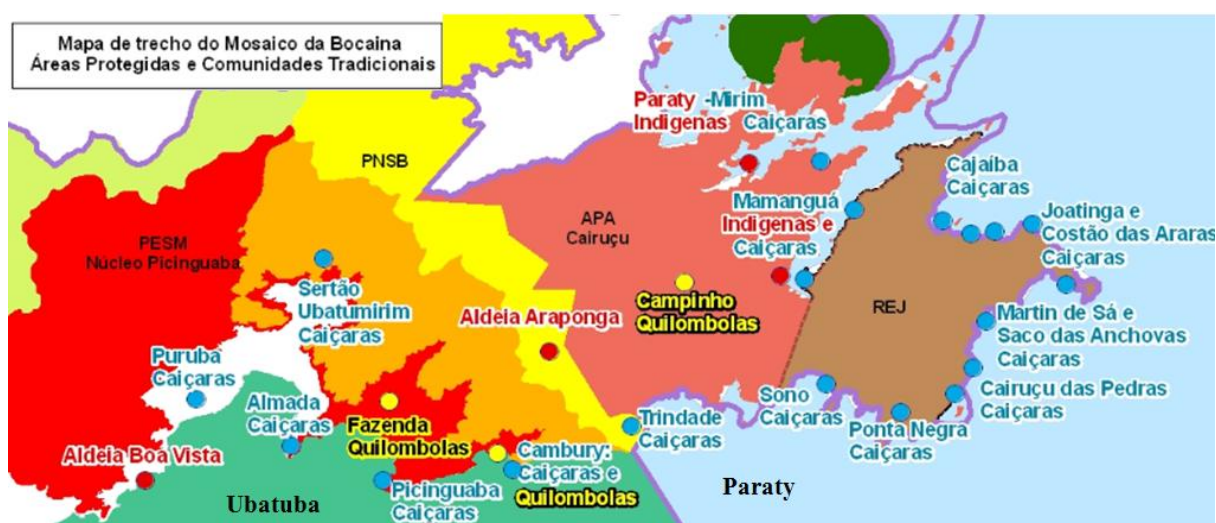 Mapa de trecho do Mosaico da Bocaina
Áreas Protegidas e Comunidades Tradicionais
PNSB
Paraty -Mirim
Indigenas Caiçaras
Cajaíba
Caiçaras
Mamanguá
Indigenas e
Caiçaras
Joatinga e
Costão das Araras
Caiçaras
APA
Cairuçu
PESM
Núcleo Picinguaba
Sertão
Ubatumirim
Caiçaras
Aldeia Araponga
Campinho
Quilombolas
REJ
Martin de Sá e
Saco das Anchovas
Caiçaras
Puruba
Caiçaras
Almada
Caiçaras
Fazenda
Quilombolas
Trindade
Caiçaras
Sono
Caiçaras
Cairuçu das Pedras
Caiçaras
Ponta Negra
Caiçaras
Aldeia Boa Vista
Cambury:
Caiçaras e
Quilombolas
Picinguaba
Caiçaras
Ubatuba
Paraty